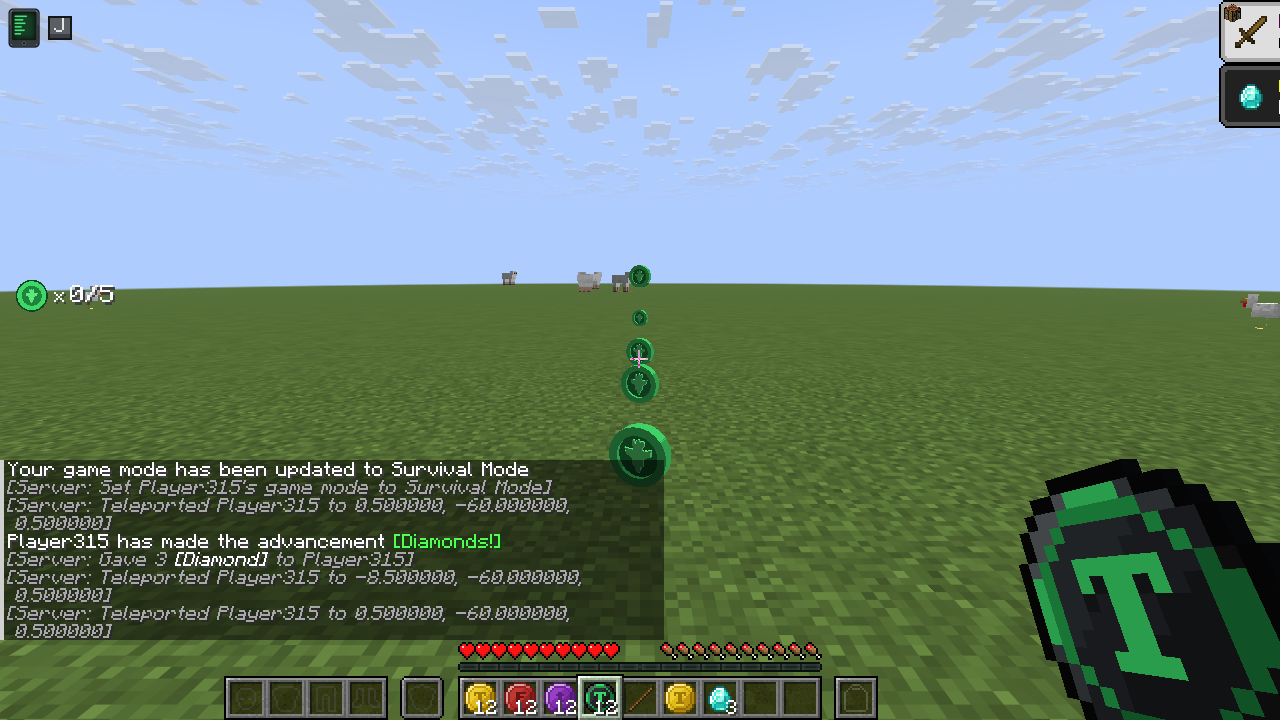 J
x 0/5
Your game mode has been updated to Survival Mode
[Server: Set Player315's game mode to Survival Mode]
[Server: Teleported Player315 to 0.500000, -60.000000,
0.500000]
Player315 has made the advancement [Diamonds!]
[Server: Gave 3 [Diamond] to Player315]
[Server: Teleported Player315 to -8.500000, -60.000000,
0.500000]
[Server: Teleported Player315 to 0.500000, -60.000000,
0.500000]
T
12 12 12 12 3